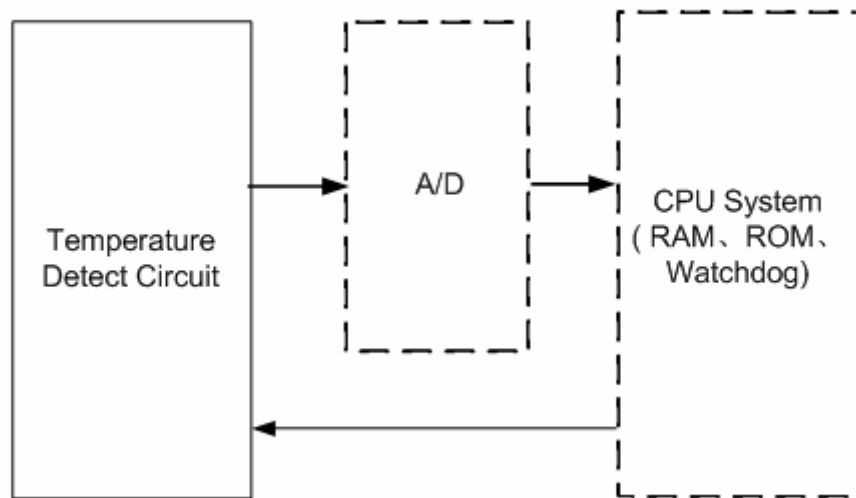 Temperature
Detect Circuit
A/D
CPU System
( RAM、ROM、
Watchdog)